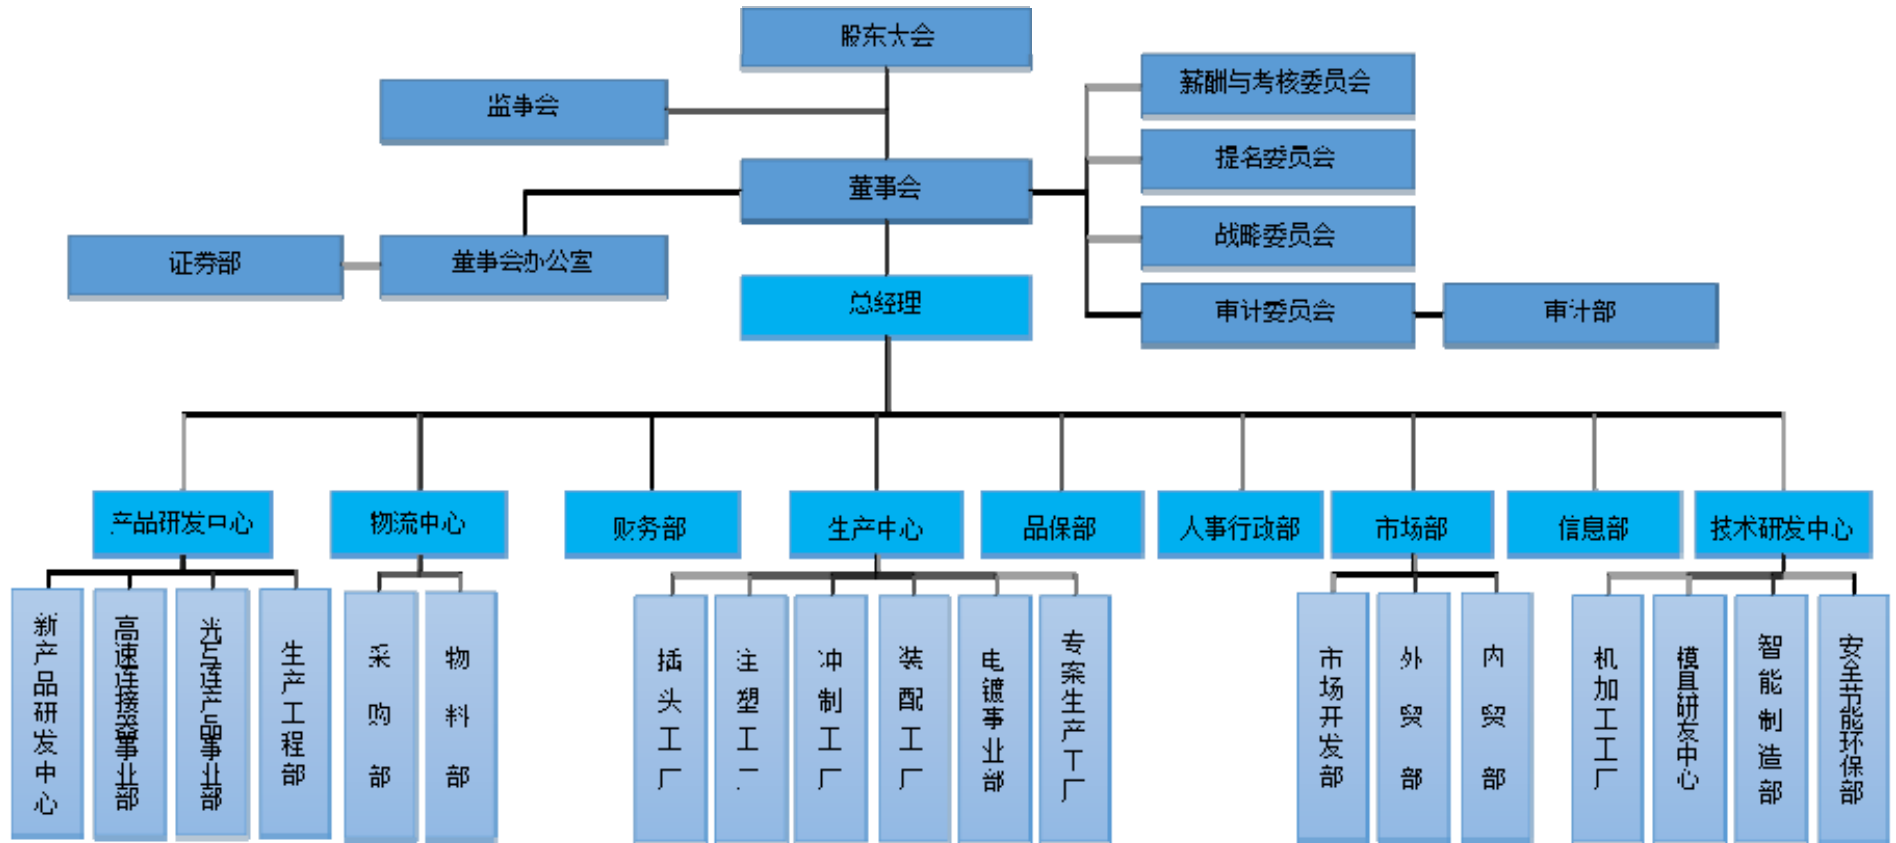 股东大会
监事会
薪酬与考核委员会
提名委员会
董事会
战略委员会
证券部
董事会办公室
总经理
审计委员会
审计部
产品研发中心
物流中心
财务部
生产中心
品保部
人事行政部
市场部
信息部
技术研发中心
新产品研发中心
高速连接器事业部
光与连产品事业部
生产工程部
采购部
物料部
插头工厂
注塑工厂
冲制工厂
装配工厂
电镀事业部
专案生产工厂
市场开发部
外贸部
内贸部
机加工工厂
模具研发中心
智能制造部
安全节能环保部